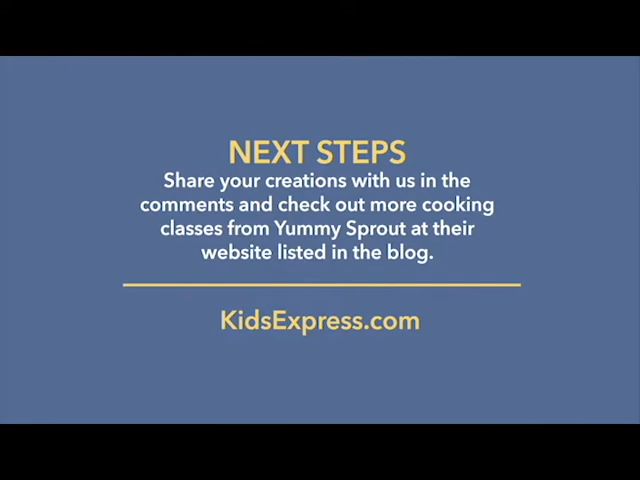 NEXT STEPS
Share your creations with us in the
comments and check out more cooking
classes from Yummy Sprout at their
website listed in the blog.
KidsExpress.com